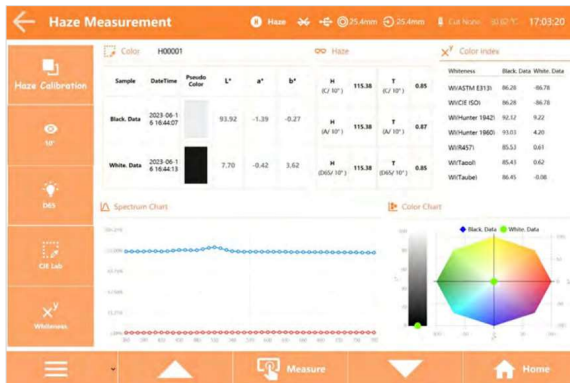 Haze Measurement
Haze
25.4mm
25.4mm
17:03:20
Haze Calibration
10°
D65
CIE Lab
Whiteness
Color H00001
Sample DateTime Pseudo Color L* a* b*
Black. Data 2023-06-16 16:44:07 93.92 -1.39 -0.27
White. Data 2023-06-16 16:44:13 7.70 -0.42 3.62
Haze
H (C/ 10°) 115.38 T (C/ 10°) 0.85
H (A/ 10°) 115.38 T (A/ 10°) 0.87
H (D65/ 10°) 115.38 T (D65/ 10°) 0.85
Color Index
Whiteness Black. Data White. Data
WI(ASTM E313) 86.28 -86.78
WI(CIE ISO) 86.28 -86.78
WI(Hunter 1942) 92.32 9.22
WI(Hunter 1960) 93.03 4.20
WI(R457) 85.53 0.61
WI(Tappi) 85.43 0.62
WI(Taube) 86.45 -0.08
Spectrum Chart
Color Chart
Black. Data White. Data
Measure
Home